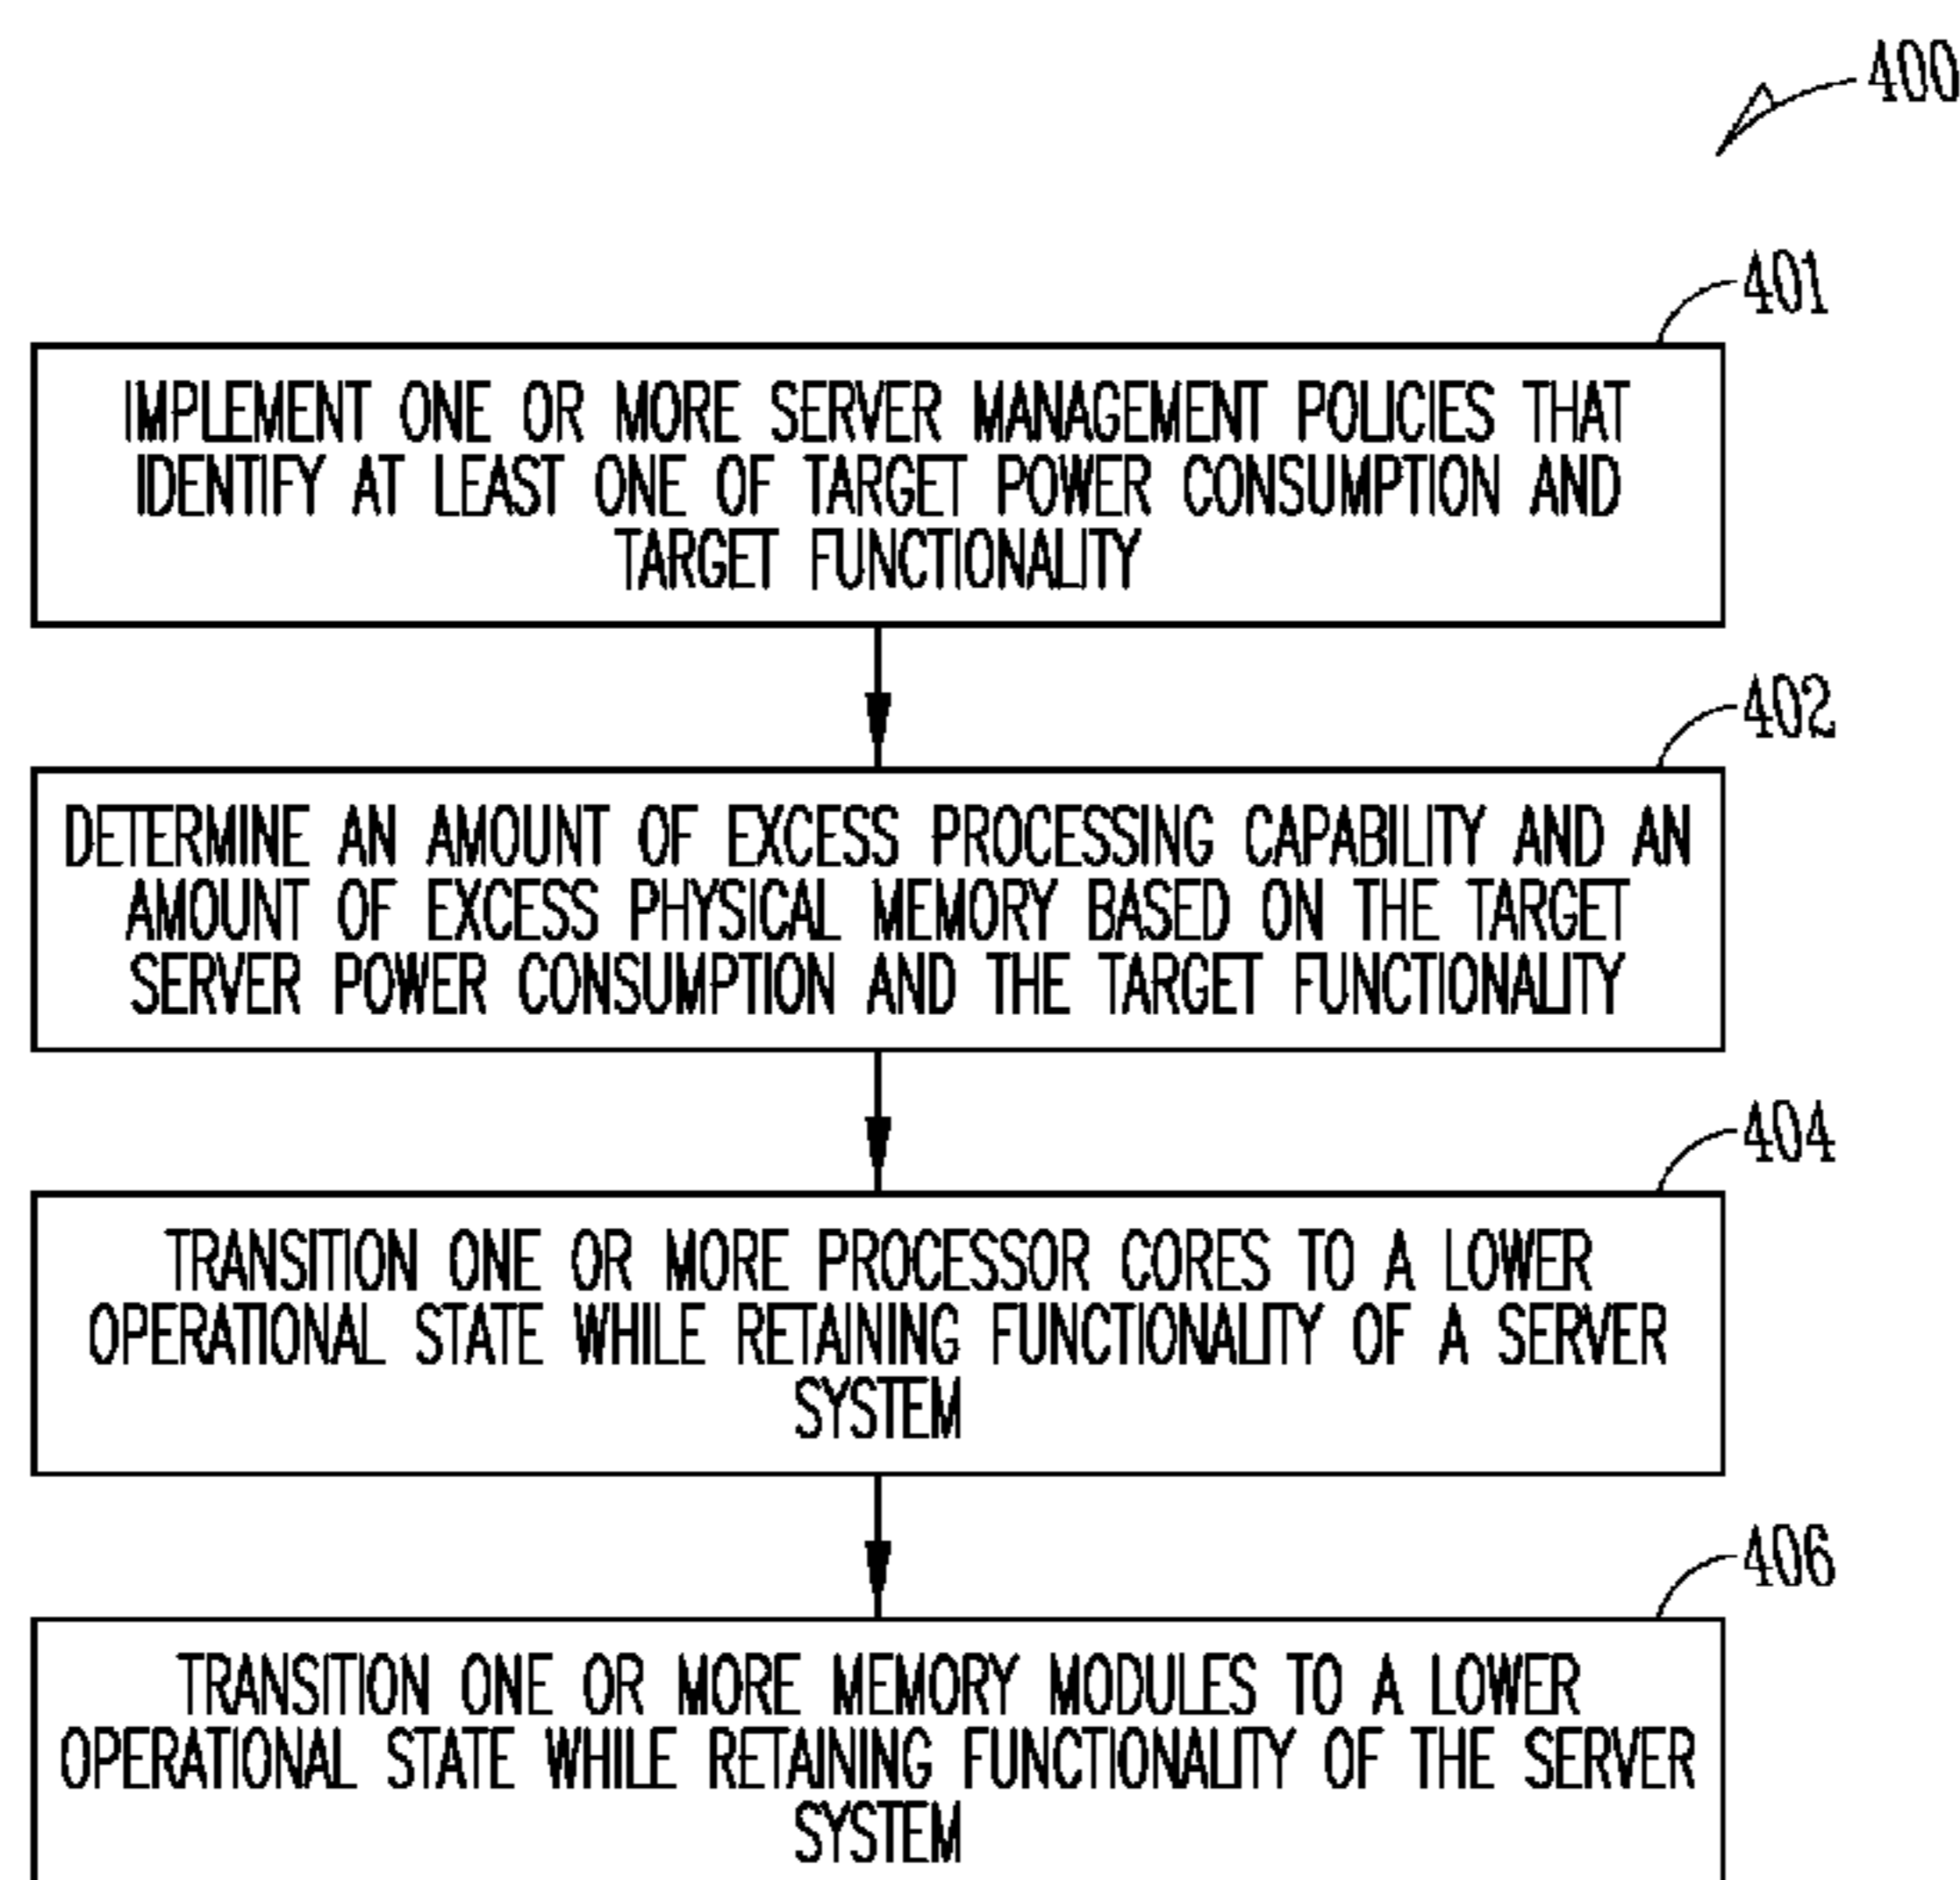 400
401
IMPLEMENT ONE OR MORE SERVER MANAGEMENT POLICIES THAT
IDENTIFY AT LEAST ONE OF TARGET POWER CONSUMPTION AND
TARGET FUNCTIONALITY
402
DETERMINE AN AMOUNT OF EXCESS PROCESSING CAPABILITY AND AN
AMOUNT OF EXCESS PHYSICAL MEMORY BASED ON THE TARGET
SERVER POWER CONSUMPTION AND THE TARGET FUNCTIONALITY
404
TRANSITION ONE OR MORE PROCESSOR CORES TO A LOWER
OPERATIONAL STATE WHILE RETAINING FUNCTIONALITY OF A SERVER
SYSTEM
406
TRANSITION ONE OR MORE MEMORY MODULES TO A LOWER
OPERATIONAL STATE WHILE RETAINING FUNCTIONALITY OF THE SERVER
SYSTEM